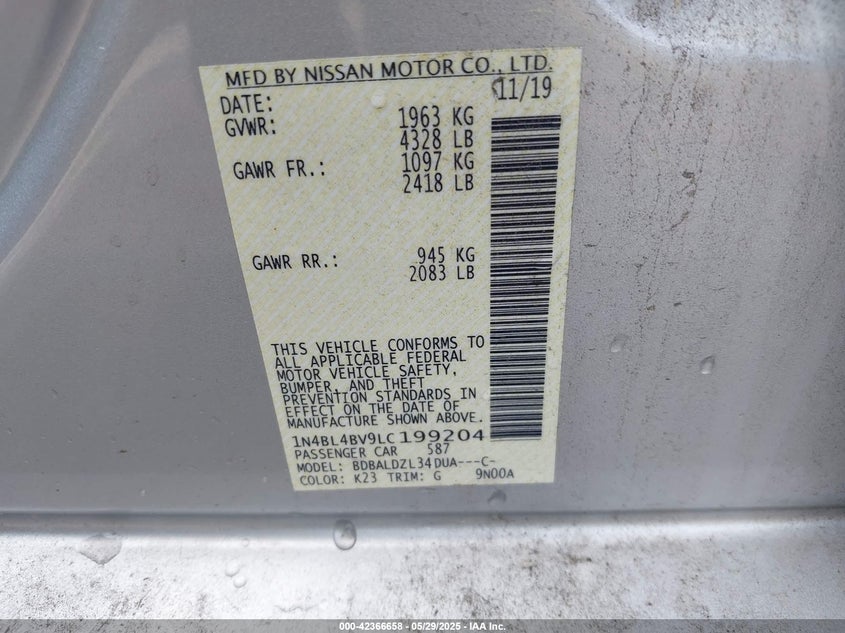 MFD BY NISSAN MOTOR CO., LTD.
DATE: 11/19
GVWR: 1963 KG
4328 LB
GAWR FR.: 1097 KG
2418 LB
GAWR RR.: 945 KG
2083 LB
THIS VEHICLE CONFORMS TO
ALL APPLICABLE FEDERAL
MOTOR VEHICLE SAFETY,
BUMPER, AND THEFT
PREVENTION STANDARDS IN
EFFECT ON THE DATE OF
MANUFACTURE SHOWN ABOVE.
1N4BL4BV9LC199204
PASSENGER CAR 587
MODEL: BDBALDZL34DUA---C-
COLOR: K23 TRIM: G 9N00A
000-42366658 - 05/29/2025 - IAA Inc.